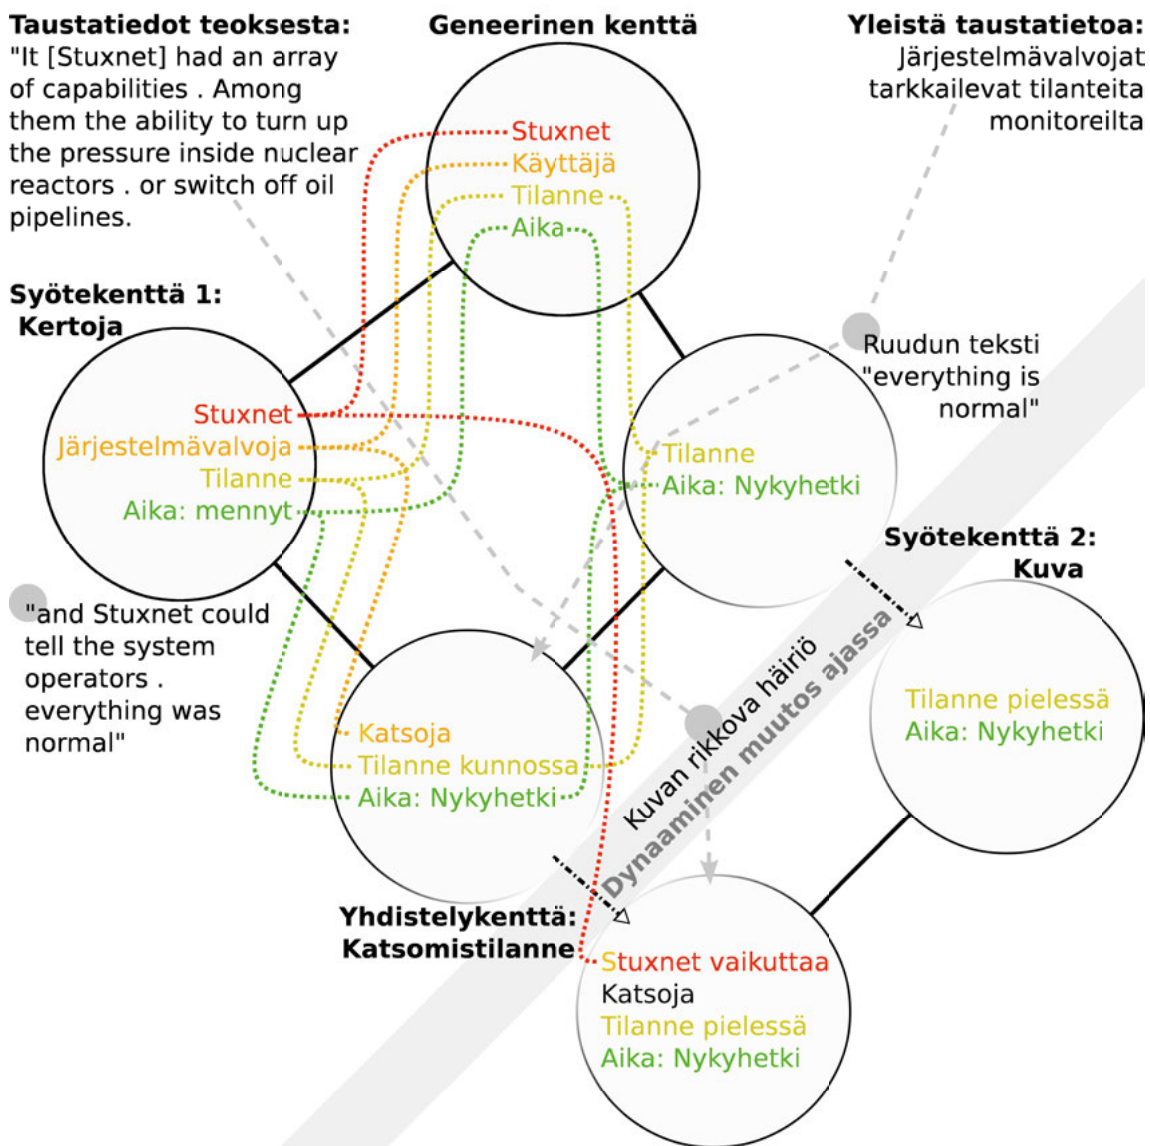 Taustatiedot teoksesta:
"It [Stuxnet] had an array
of capabilities . Among
them the ability to turn up
the pressure inside nuclear
reactors . or switch off oil
pipelines.
Geneerinen kenttä
Stuxnet
Käyttäjä
Tilanne
Aika
Yleistä taustatietoa:
Järjestelmävalvojat
tarkkailevat tilanteita
monitoreilta
Syötekenttä 1:
Kertoja
Stuxnet
Järjestelmävalvoja
Tilanne
Aika: mennyt
"and Stuxnet could
tell the system
operators .
everything was
normal"
Ruudun teksti
"everything is
normal"
Tilanne
Aika: Nykyhetki
Syötekenttä 2:
Kuva
Tilanne pielessä
Aika: Nykyhetki
Katsoja
Tilanne kunnossa
Aika: Nykyhetki
Kuvan rikkova häiriö
Dynaaminen muutos ajassa
Yhdistelykenttä:
Katsomistilanne
Stuxnet vaikuttaa
Katsoja
Tilanne pielessä
Aika: Nykyhetki